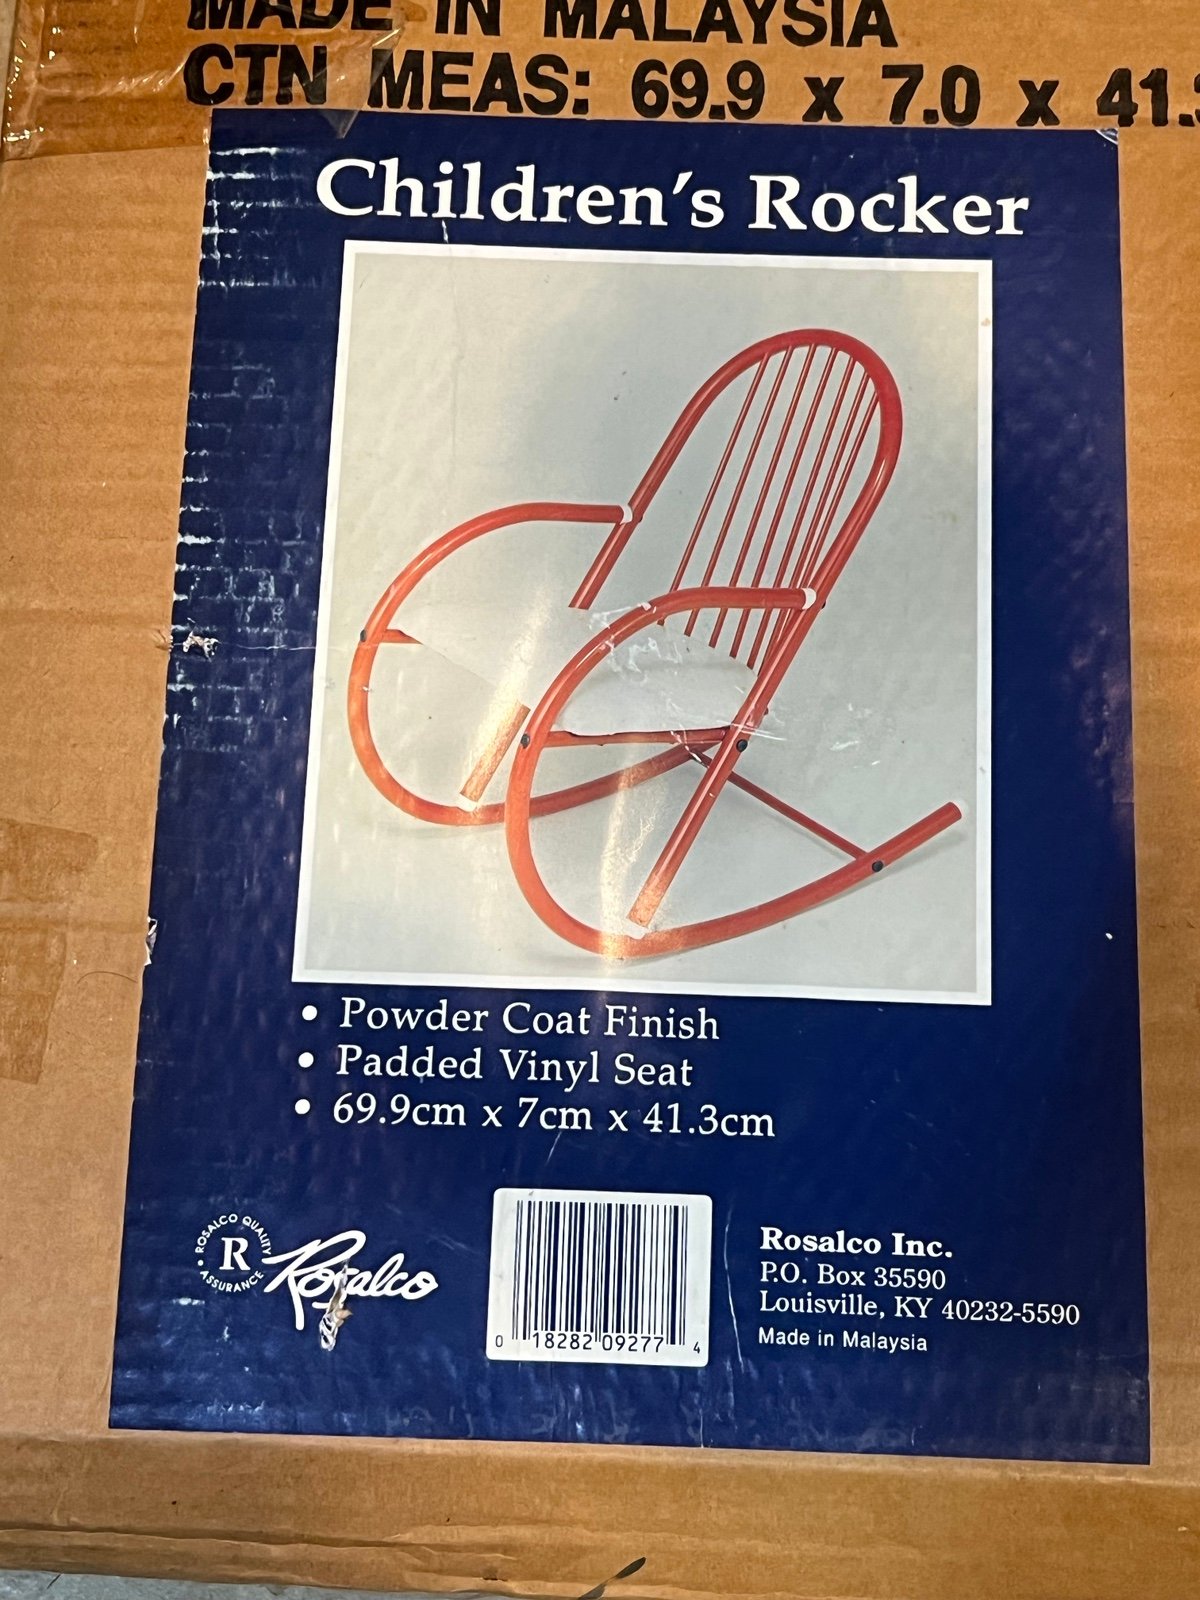 MADE IN MALAYSIA
CTN MEAS: 69.9 x 7.0 x 41.
Children's Rocker
• Powder Coat Finish
• Padded Vinyl Seat
• 69.9cm x 7cm x 41.3cm
ROSALCO QUALITY • ASSURANCE •
R
Rosalco
0 18282 09277 4
Rosalco Inc.
P.O. Box 35590
Louisville, KY 40232-5590
Made in Malaysia